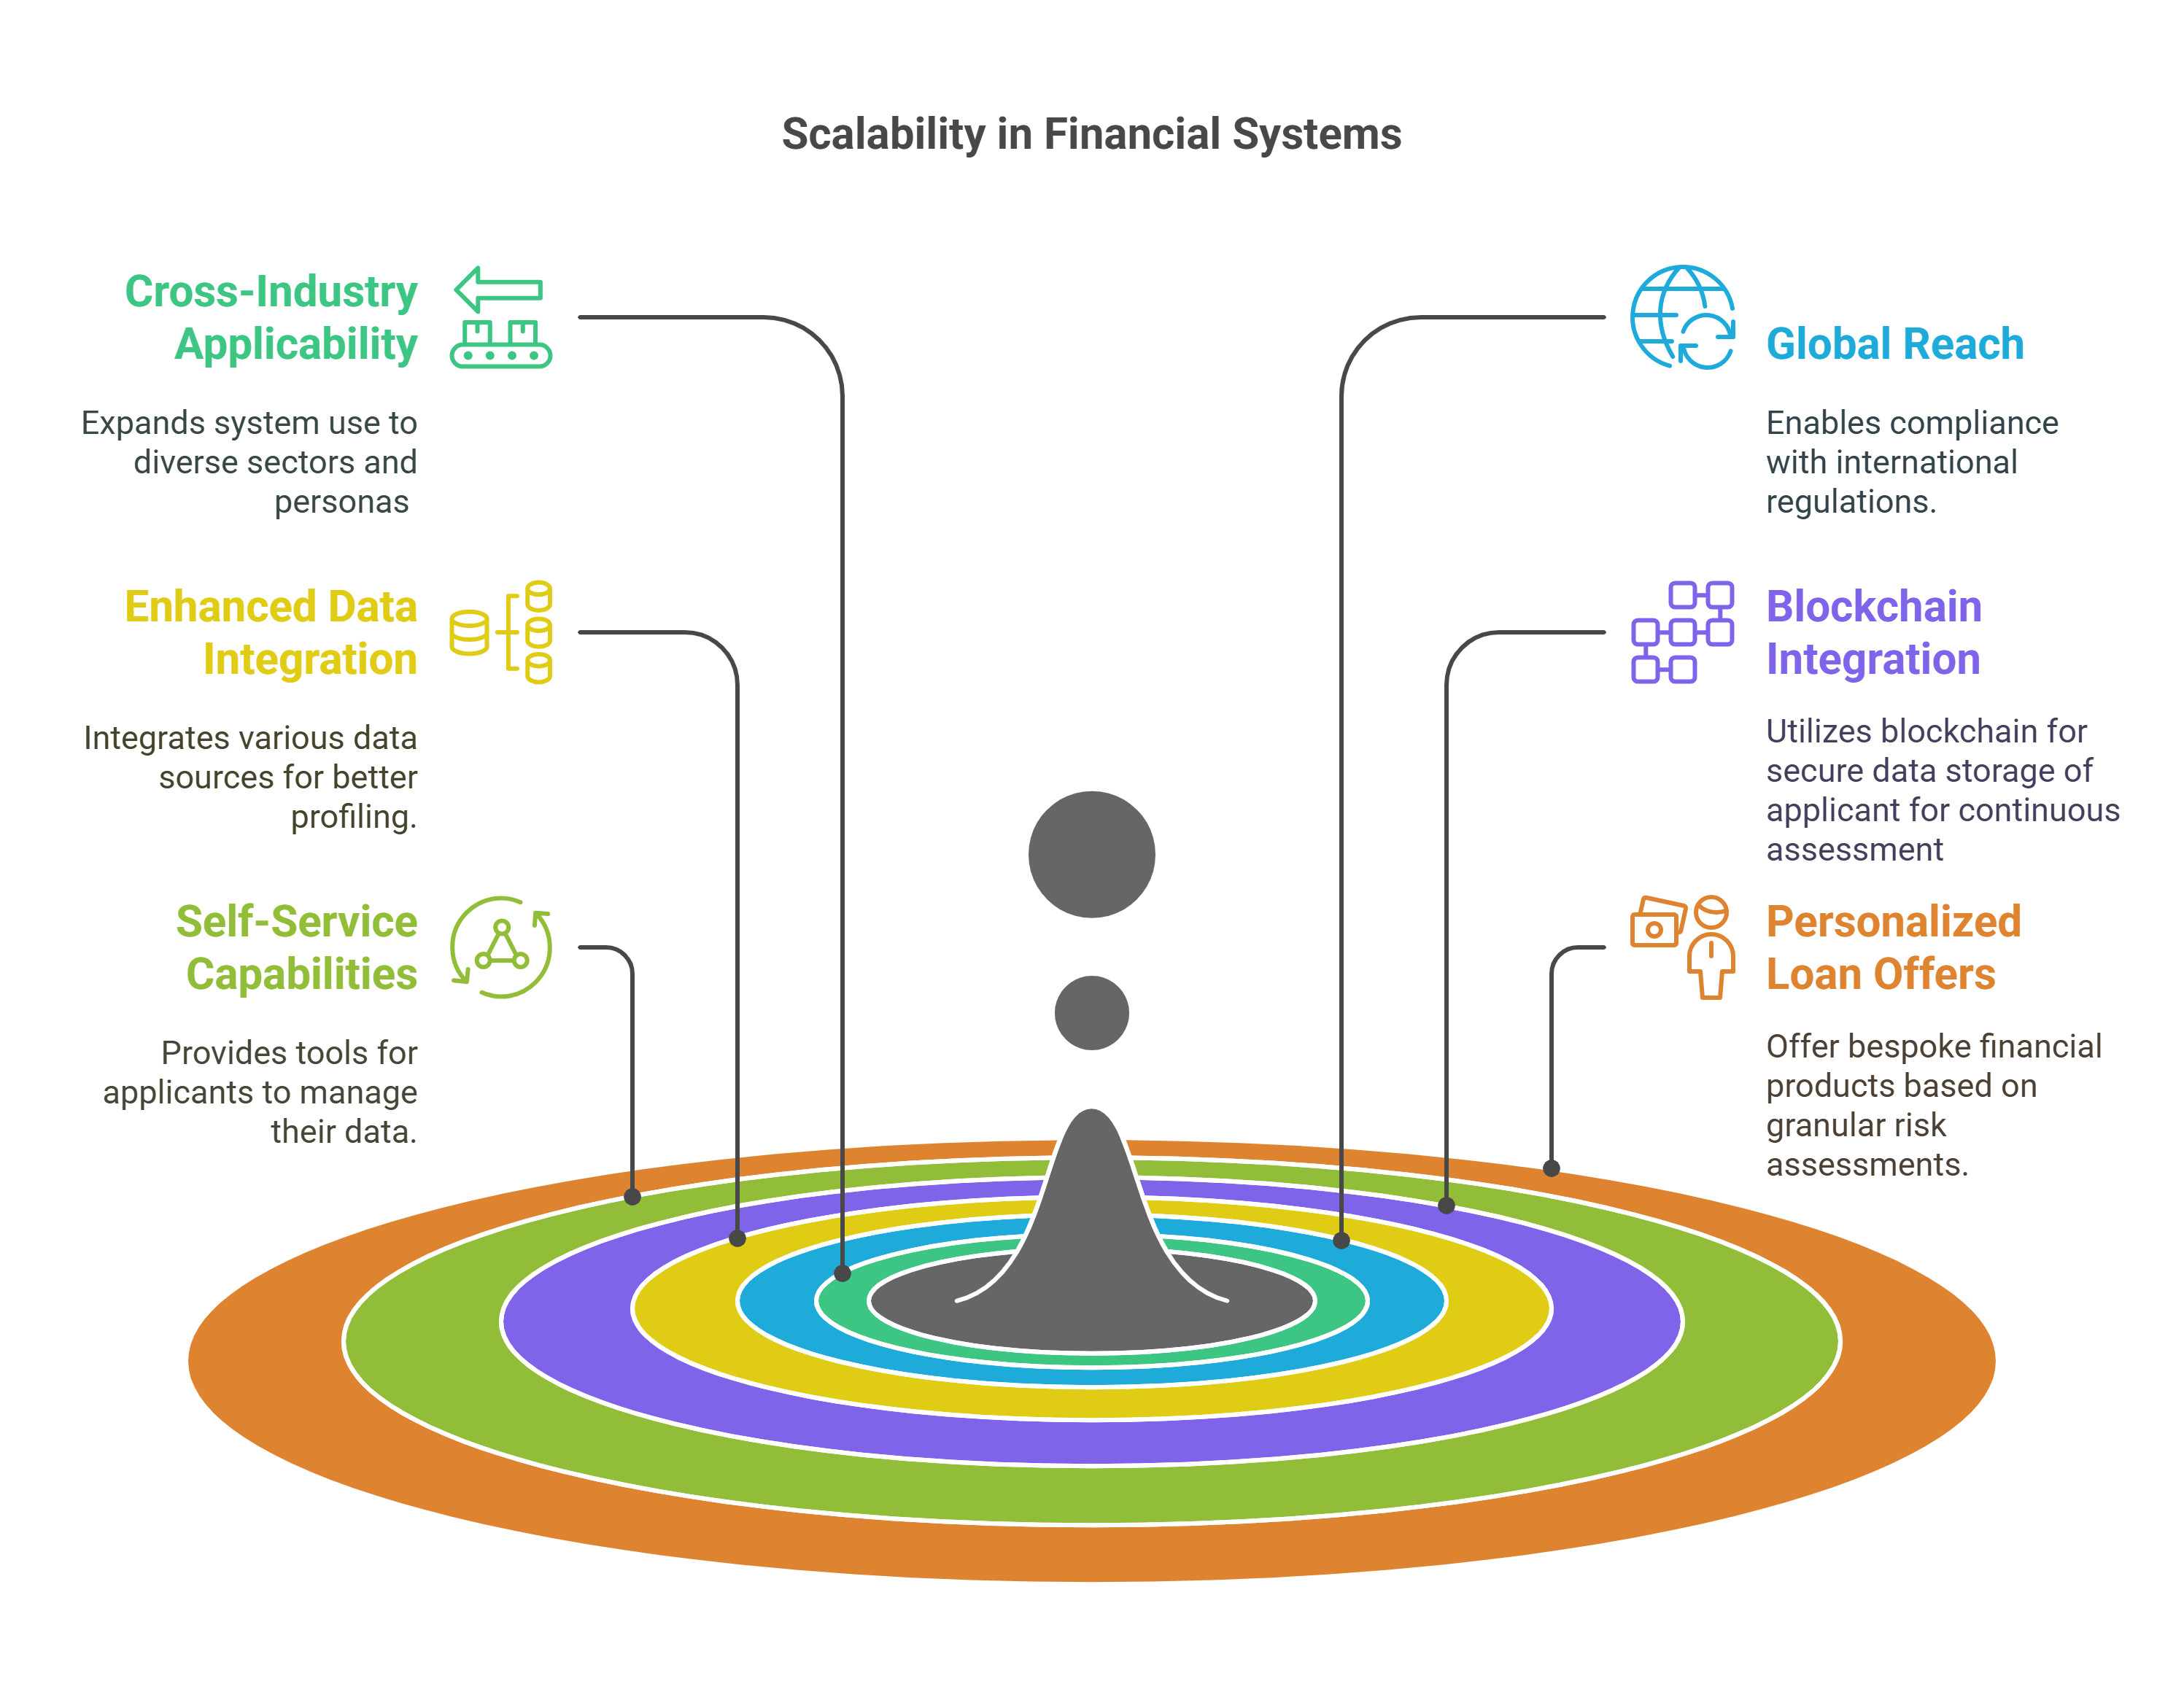 Scalability in Financial Systems
Cross-Industry
Applicability
Expands system use to
diverse sectors and
personas
Enhanced Data
Integration
Integrates various data
sources for better
profiling.
Self-Service
Capabilities
Provides tools for
applicants to manage
their data.
Global Reach
Enables compliance
with international
regulations.
Blockchain
Integration
Utilizes blockchain for
secure data storage of
applicant for continuous
assessment
Personalized
Loan Offers
Offer bespoke financial
products based on
granular risk
assessments.